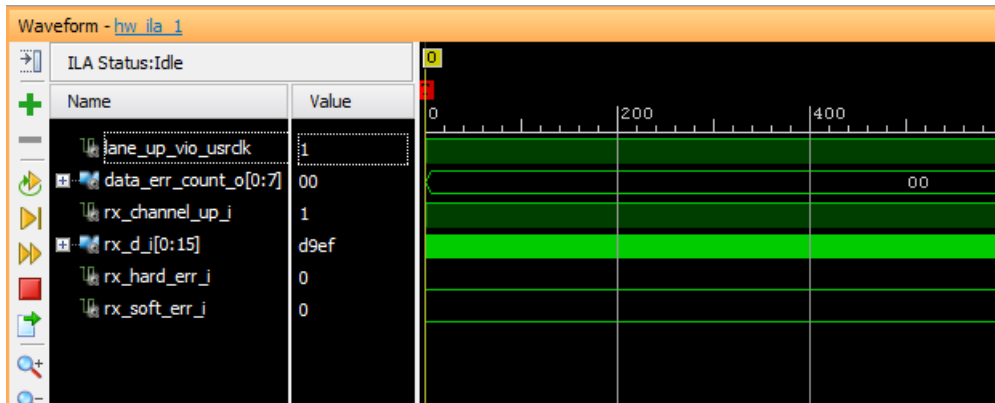 Waveform - hw_ila_1
ILA Status:Idle
0
Name Value
0 200 400
lane_up_vio_usrclk 1
data_err_count_o[0:7] 00 00
rx_channel_up_i 1
rx_d_i[0:15] d9ef
rx_hard_err_i 0
rx_soft_err_i 0